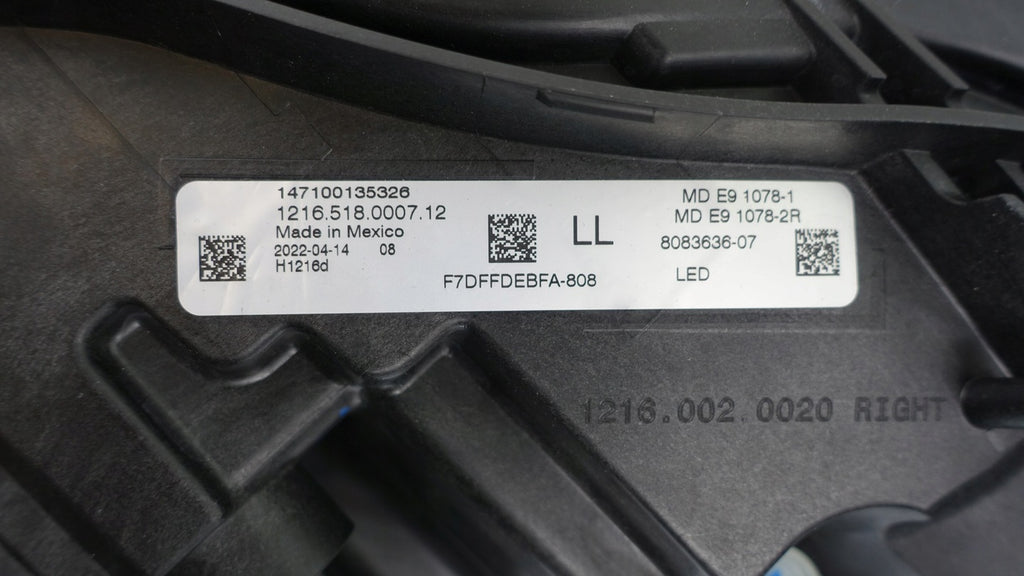 147100135326
1216.518.0007.12
Made in Mexico
2022-04-14 08
H1216d
LL
F7DFFDEBFA-808
MD E9 1078-1
MD E9 1078-2R
8083636-07
LED
1216.002.0020 RIGHT